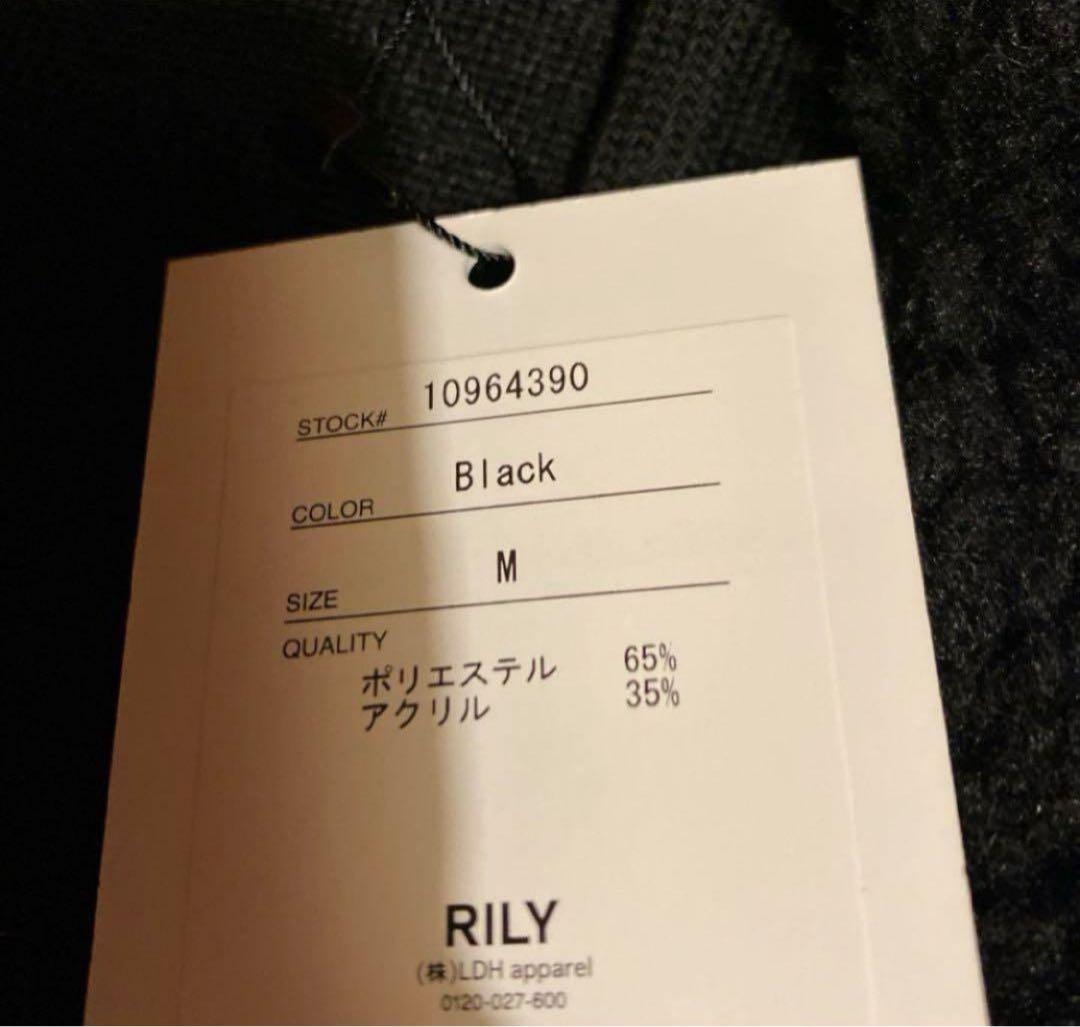 STOCK# 10964390
COLOR Black
SIZE M
QUALITY
ポリエステル 65%
アクリル 35%
RILY
(株)LDH apparel
0120-027-600